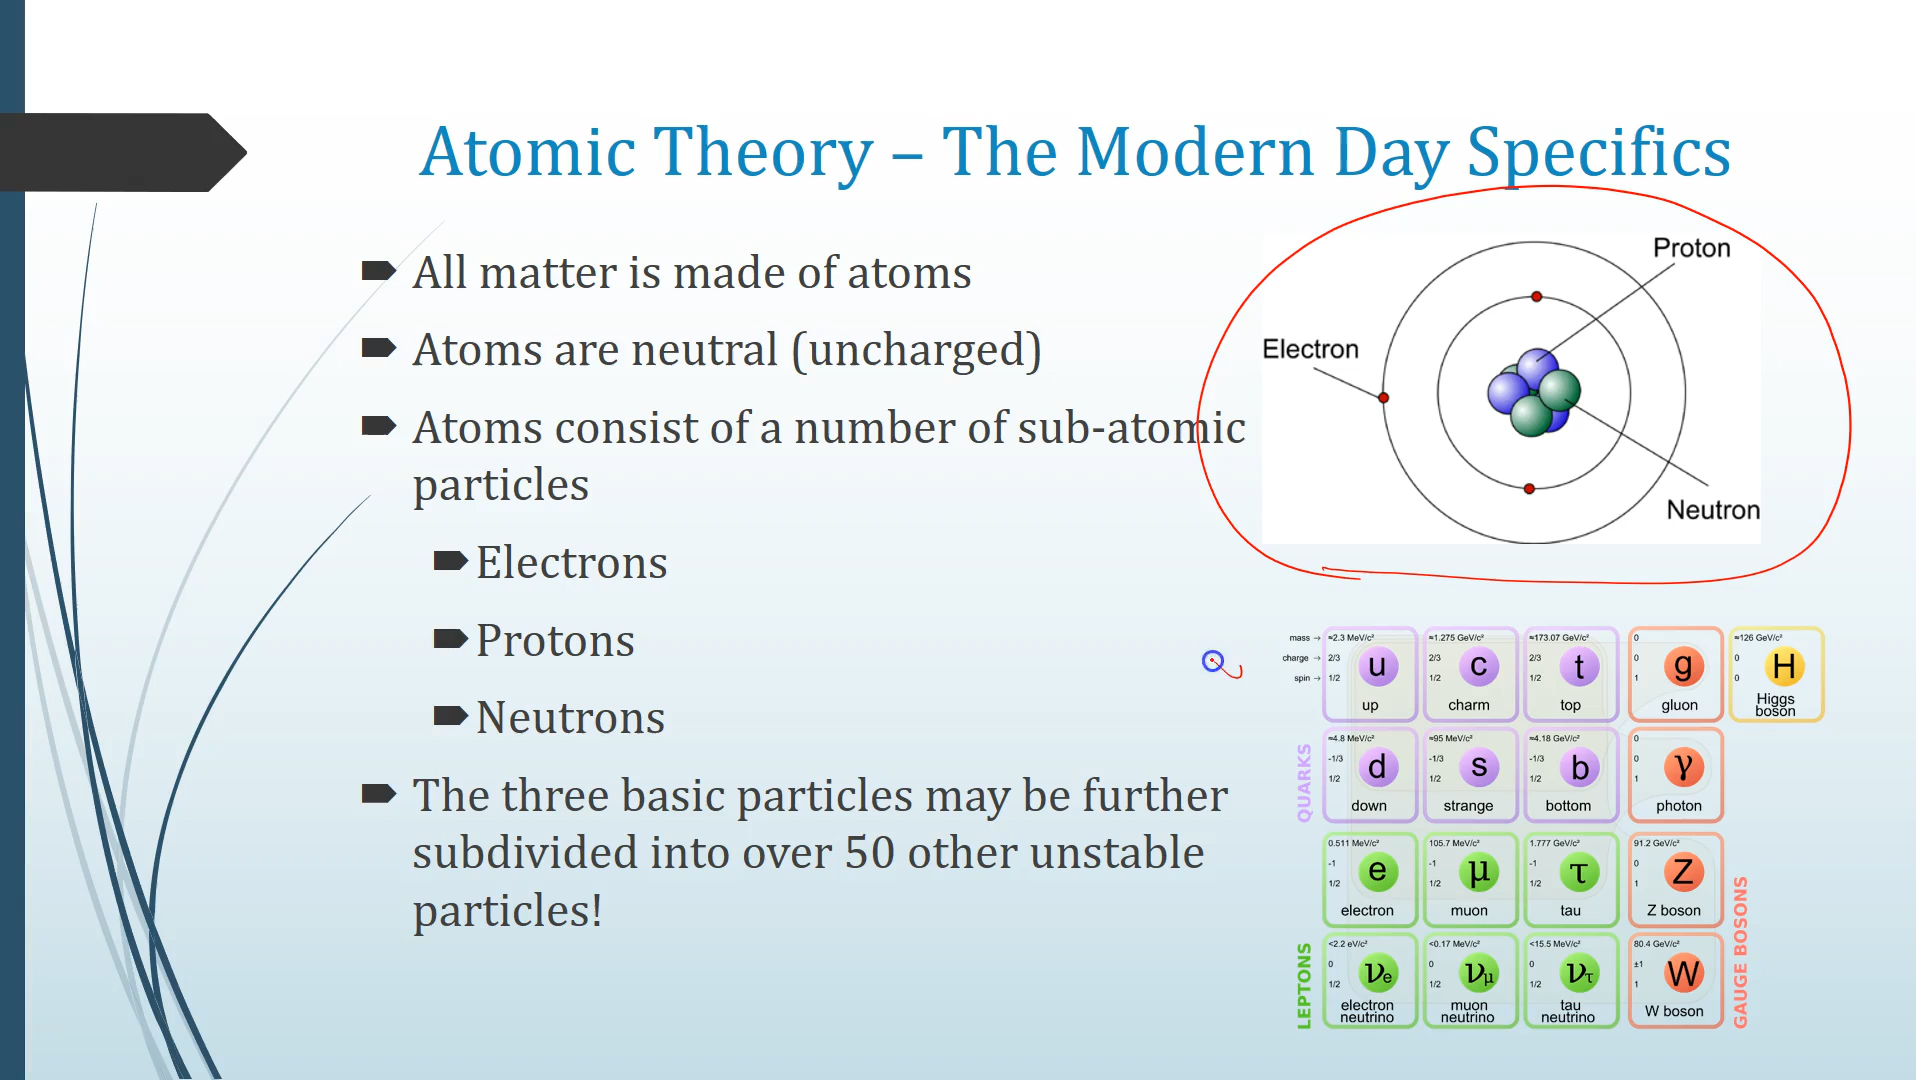 Atomic Theory – The Modern Day Specifics
All matter is made of atoms
Atoms are neutral (uncharged)
Atoms consist of a number of sub-atomic
particles
Electrons
Protons
Neutrons
The three basic particles may be further
subdivided into over 50 other unstable
particles!
Proton
Electron
Neutron
mass → ≈2.3 MeV/c² ≈1.275 GeV/c² ≈173.07 GeV/c² 0 ≈126 GeV/c²
charge → 2/3 2/3 2/3 0 0
u c t g H
spin → 1/2 1/2 1/2 1 0
up charm top gluon Higgs
boson
QUARKS
≈4.8 MeV/c² ≈95 MeV/c² ≈4.18 GeV/c² 0
-1/3 -1/3 -1/3 0
d s b γ
1/2 1/2 1/2 1
down strange bottom photon
0.511 MeV/c² 105.7 MeV/c² 1.777 GeV/c² 91.2 GeV/c²
-1 -1 -1 0
e μ τ Z
1/2 1/2 1/2 1
electron muon tau Z boson
LEPTONS
<2.2 eV/c² <0.17 MeV/c² <15.5 MeV/c² 80.4 GeV/c²
0 0 0 ±1
νe νμ ντ W
1/2 1/2 1/2 1
electron muon tau W boson
neutrino neutrino neutrino
GAUGE BOSONS